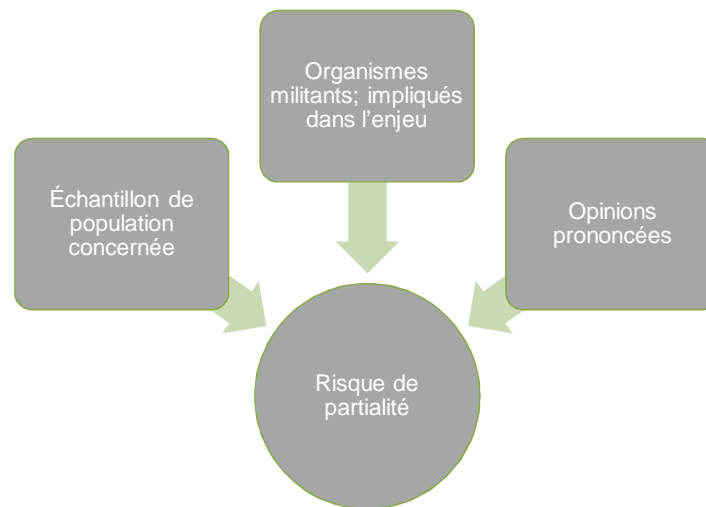 Organismes
militants; impliqués
dans l’enjeu
Échantillon de
population
concernée
Opinions
prononcées
Risque de
partialité